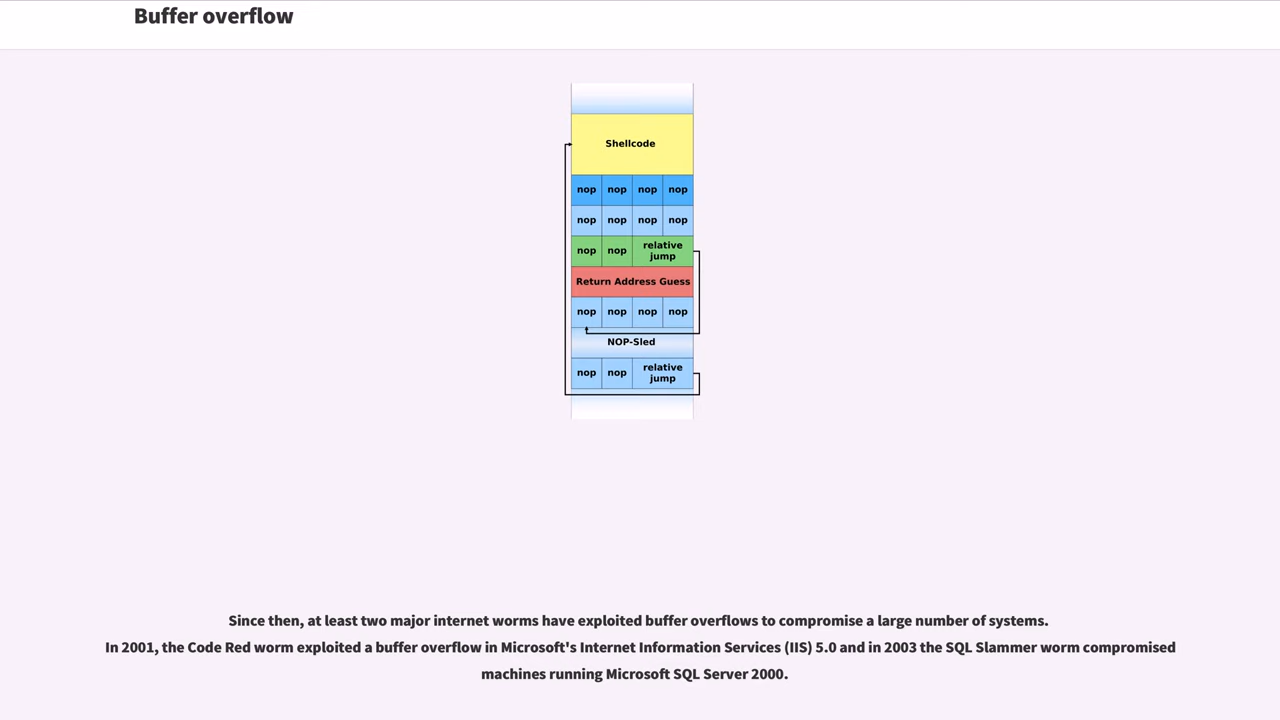 Buffer overflow
Shellcode
nop nop nop nop
nop nop nop nop
nop nop relative jump
Return Address Guess
nop nop nop nop
NOP-Sled
nop nop relative jump
Since then, at least two major internet worms have exploited buffer overflows to compromise a large number of systems.
In 2001, the Code Red worm exploited a buffer overflow in Microsoft's Internet Information Services (IIS) 5.0 and in 2003 the SQL Slammer worm compromised
machines running Microsoft SQL Server 2000.